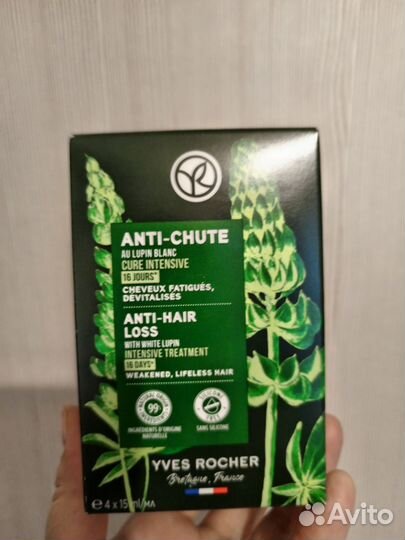 ANTI-CHUTE
AU LUPIN BLANC
CURE INTENSIVE
16 JOURS*
CHEVEUX FATIGUÉS,
DÉVITALISÉS
ANTI-HAIR
LOSS
WITH WHITE LUPIN
INTENSIVE TREATMENT
16 DAYS*
WEAKENED, LIFELESS HAIR
99
INGRÉDIENTS D'ORIGINE
NATURELLE
SANS SILICONE
YVES ROCHER
Bretagne, France
℮ 4 x 15 ml/мл
Avito